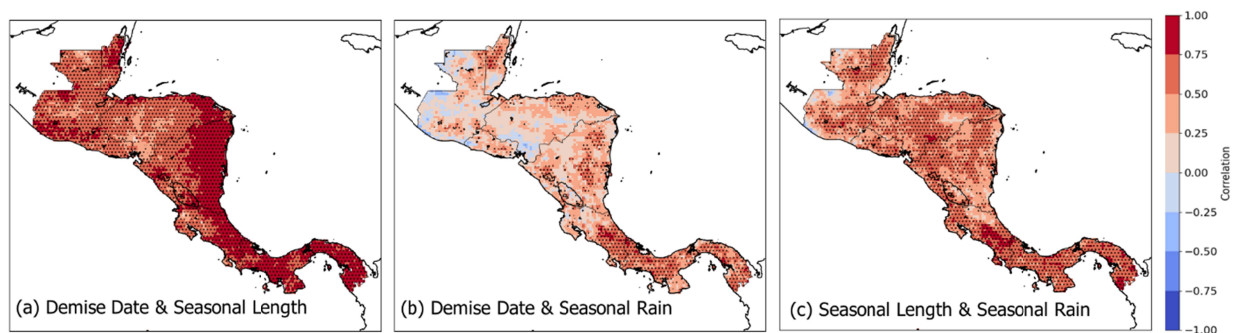 (a) Demise Date & Seasonal Length
(b) Demise Date & Seasonal Rain
(c) Seasonal Length & Seasonal Rain
1.00
0.75
0.50
0.25
0.00
−0.25
−0.50
−0.75
−1.00
Correlation